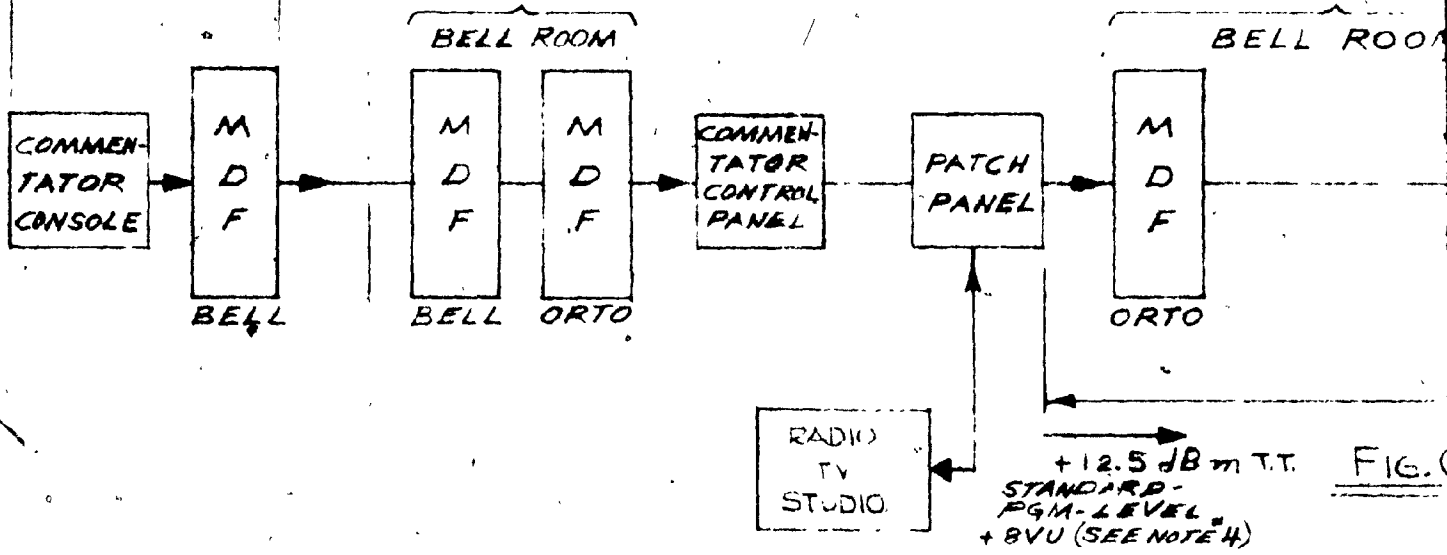 BELL ROOM
BELL ROOM
COMMEN-
TATOR
CONSOLE
M
D
F
BELL
M
D
F
BELL
M
D
F
ORTO
COMMEN-
TATOR
CONTROL
PANEL
PATCH
PANEL
M
D
F
ORTO
RADIO
TV
STUDIO
+12.5 dBm T.T.
STANDARD-
PGM-LEVEL
+8VU (SEE NOTE #4)
FIG.